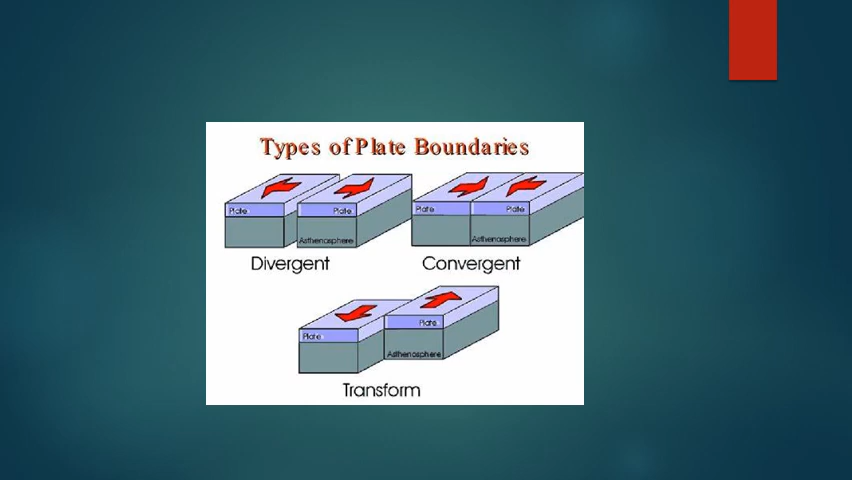 Types of Plate Boundaries
Plate Plate Plate Plate
Asthenosphere Asthenosphere
Divergent Convergent
Plate
Plate
Asthenosphere
Transform